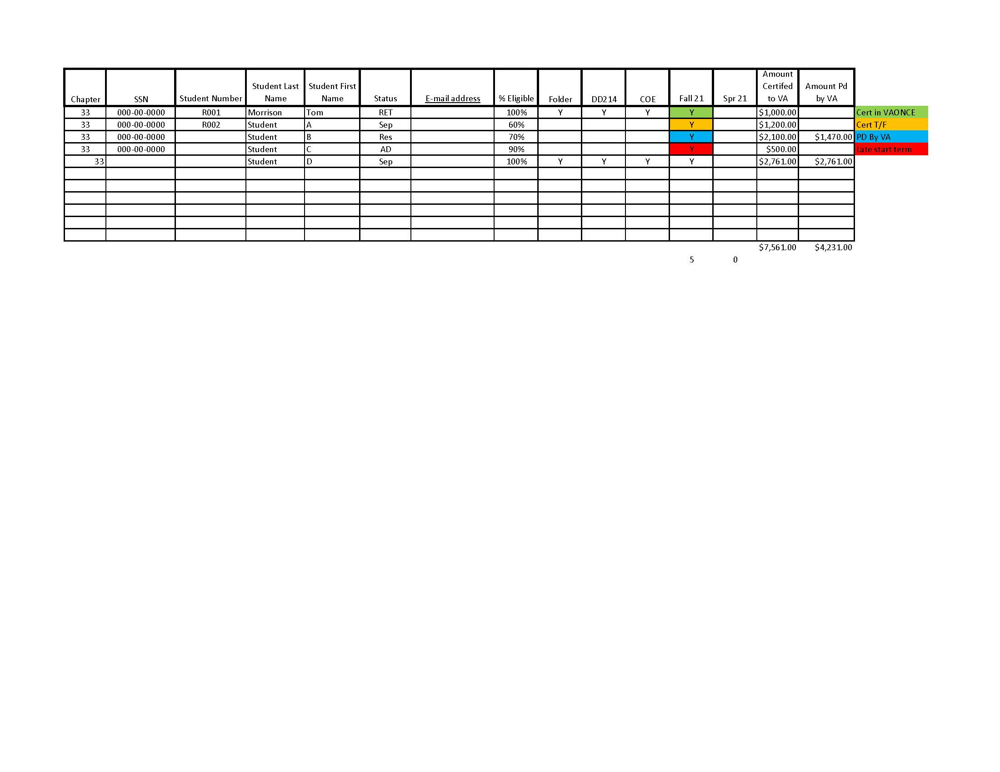 Chapter SSN Student Number Student Last Name Student First Name Status E-mail address % Eligible Folder DD214 COE Fall 21 Spr 21 Amount Certifed to VA Amount Pd by VA
33 000-00-0000 R001 Morrison Tom RET 100% Y Y Y Y $1,000.00 Cert in VAONCE
33 000-00-0000 R002 Student A Sep 60% Y $1,200.00 Cert T/F
33 000-00-0000 Student B Res 70% Y $2,100.00 $1,470.00 PD By VA
33 000-00-0000 Student C AD 90% Y $500.00 Late start term
33 Student D Sep 100% Y Y Y Y $2,761.00 $2,761.00
$7,561.00 $4,231.00
5 0